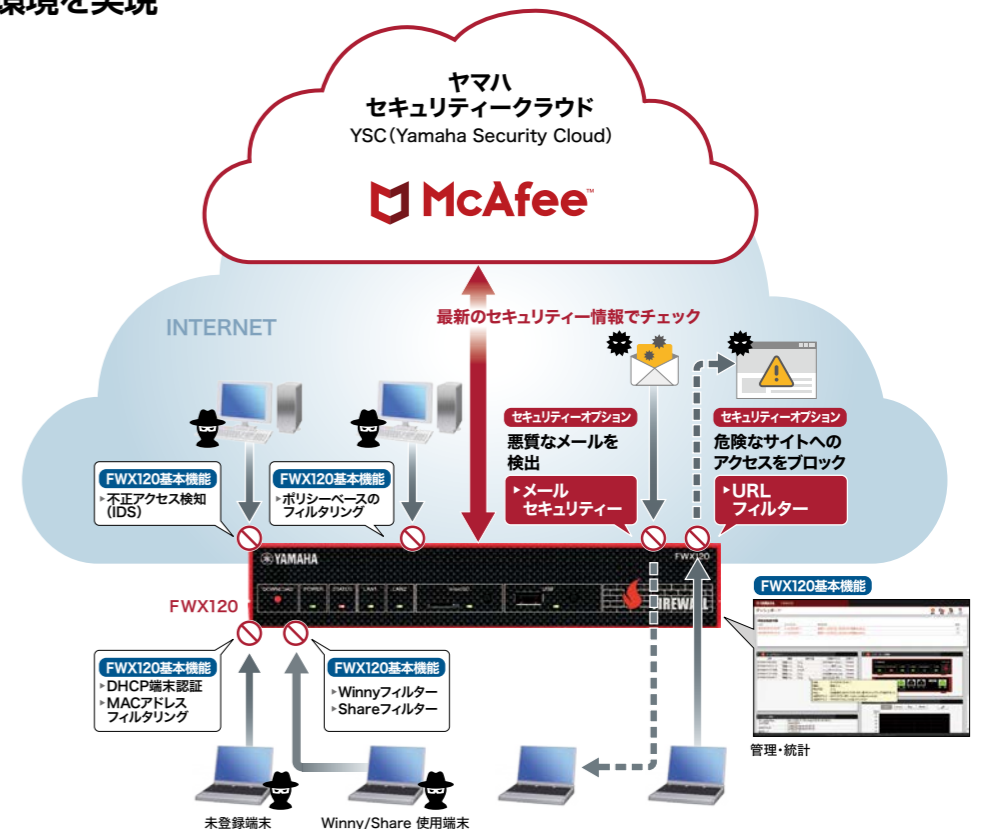 環境を実現
ヤマハ
セキュリティークラウド
YSC(Yamaha Security Cloud)
McAfee™
INTERNET
最新のセキュリティー情報でチェック
セキュリティーオプション
悪質なメールを
検出
▸メール
セキュリティー
セキュリティーオプション
危険なサイトへの
アクセスをブロック
▸URL
フィルター
FWX120基本機能
▸不正アクセス検知
(IDS)
FWX120基本機能
▸ポリシーベースの
フィルタリング
YAMAHA
FWX120
DOWNLOAD POWER STATUS LAN1 LAN2 microSD USB
FIREWALL
FWX120
FWX120基本機能
▸DHCP端末認証
▸MACアドレス
フィルタリング
FWX120基本機能
▸Winnyフィルター
▸Shareフィルター
FWX120基本機能
管理・統計
未登録端末
Winny/Share 使用端末